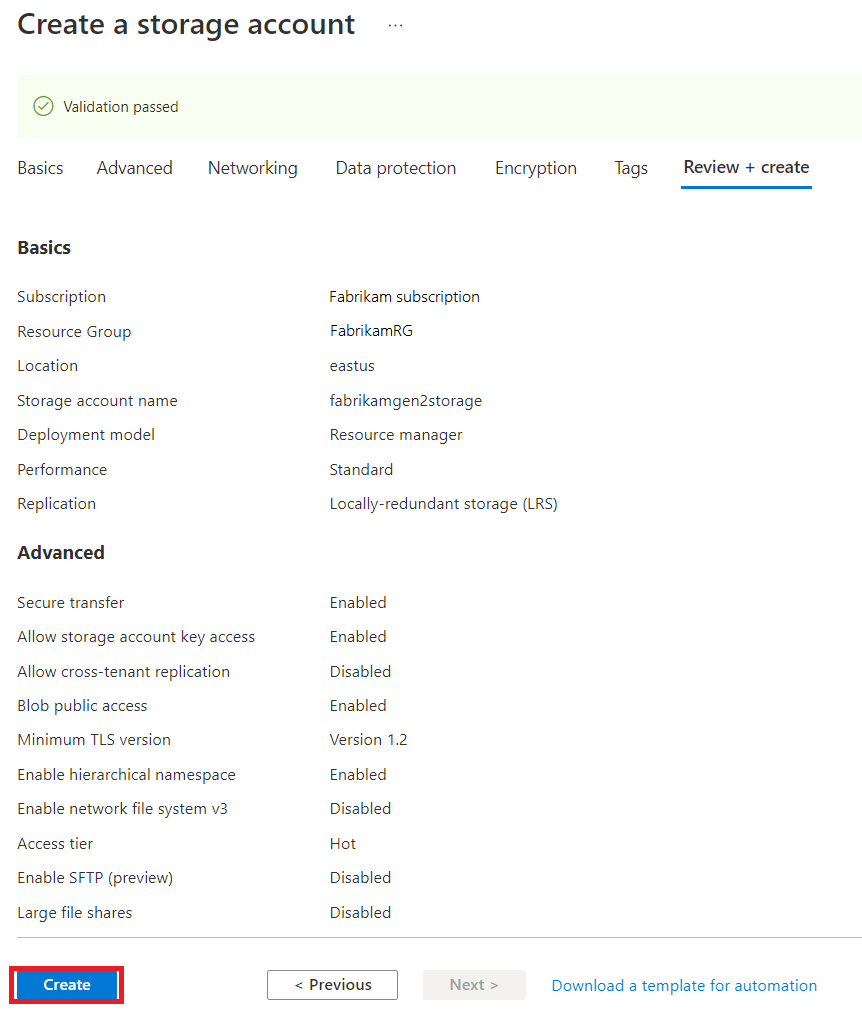 Create a storage account ...
Validation passed
Basics Advanced Networking Data protection Encryption Tags Review + create
Basics
Subscription Fabrikam subscription
Resource Group FabrikamRG
Location eastus
Storage account name fabrikamgen2storage
Deployment model Resource manager
Performance Standard
Replication Locally-redundant storage (LRS)
Advanced
Secure transfer Enabled
Allow storage account key access Enabled
Allow cross-tenant replication Disabled
Blob public access Enabled
Minimum TLS version Version 1.2
Enable hierarchical namespace Enabled
Enable network file system v3 Disabled
Access tier Hot
Enable SFTP (preview) Disabled
Large file shares Disabled
Create < Previous Next > Download a template for automation